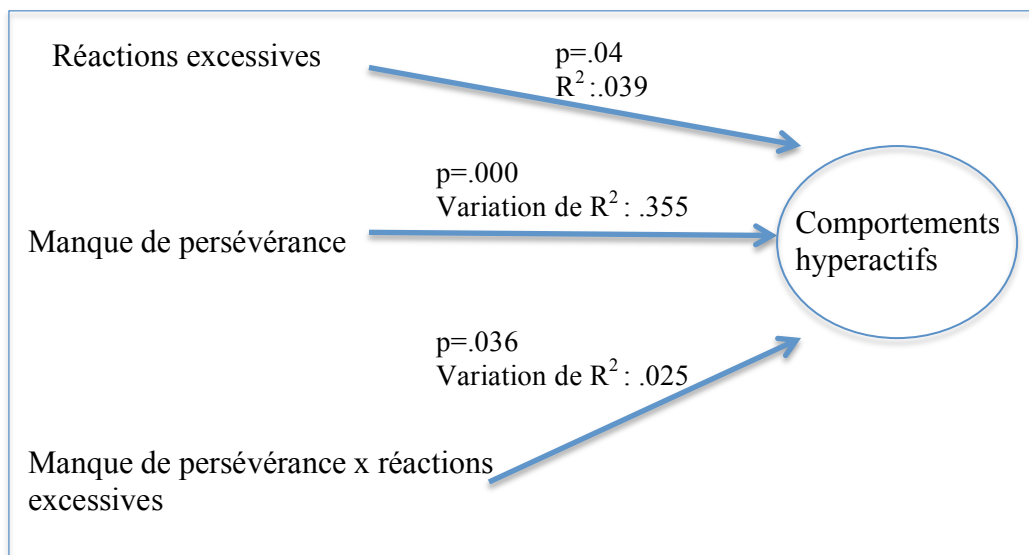 Réactions excessives
p=.04
R² :.039
p=.000
Variation de R² : .355
Manque de persévérance
Comportements
hyperactifs
p=.036
Variation de R² : .025
Manque de persévérance x réactions
excessives